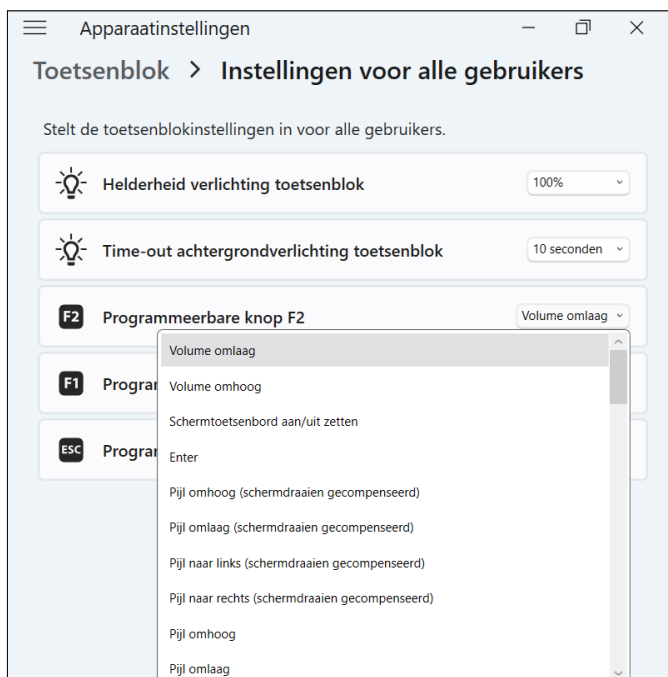 Apparaatinstellingen
Toetsenblok > Instellingen voor alle gebruikers
Stelt de toetsenblokinstellingen in voor alle gebruikers.
Helderheid verlichting toetsenblok 100%
Time-out achtergrondverlichting toetsenblok 10 seconden
F2 Programmeerbare knop F2 Volume omlaag
Volume omlaag
F1 Prograr
Volume omhoog
Schermtoetsenbord aan/uit zetten
ESC Prograr
Enter
Pijl omhoog (schermdraaien gecompenseerd)
Pijl omlaag (schermdraaien gecompenseerd)
Pijl naar links (schermdraaien gecompenseerd)
Pijl naar rechts (schermdraaien gecompenseerd)
Pijl omhoog
Pijl omlaag